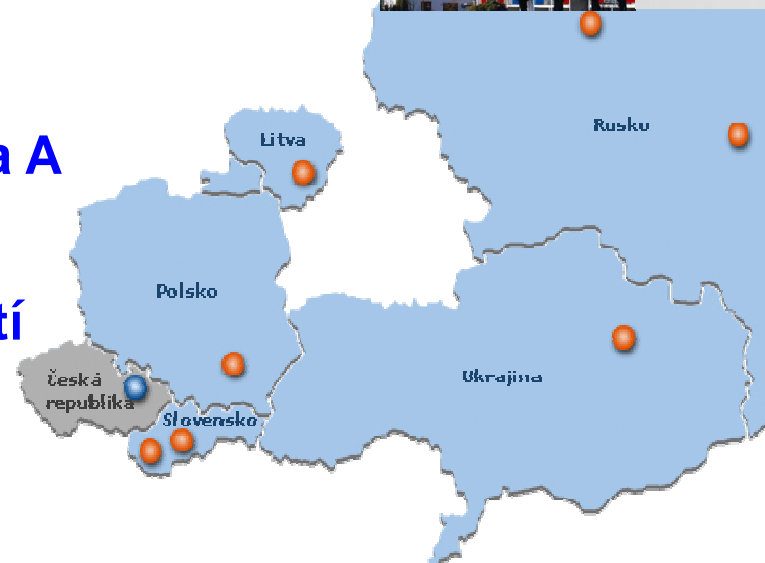 Rusko
Litva
a A
Polsko
tí
Ukrajina
Česká
republika
Slovensko